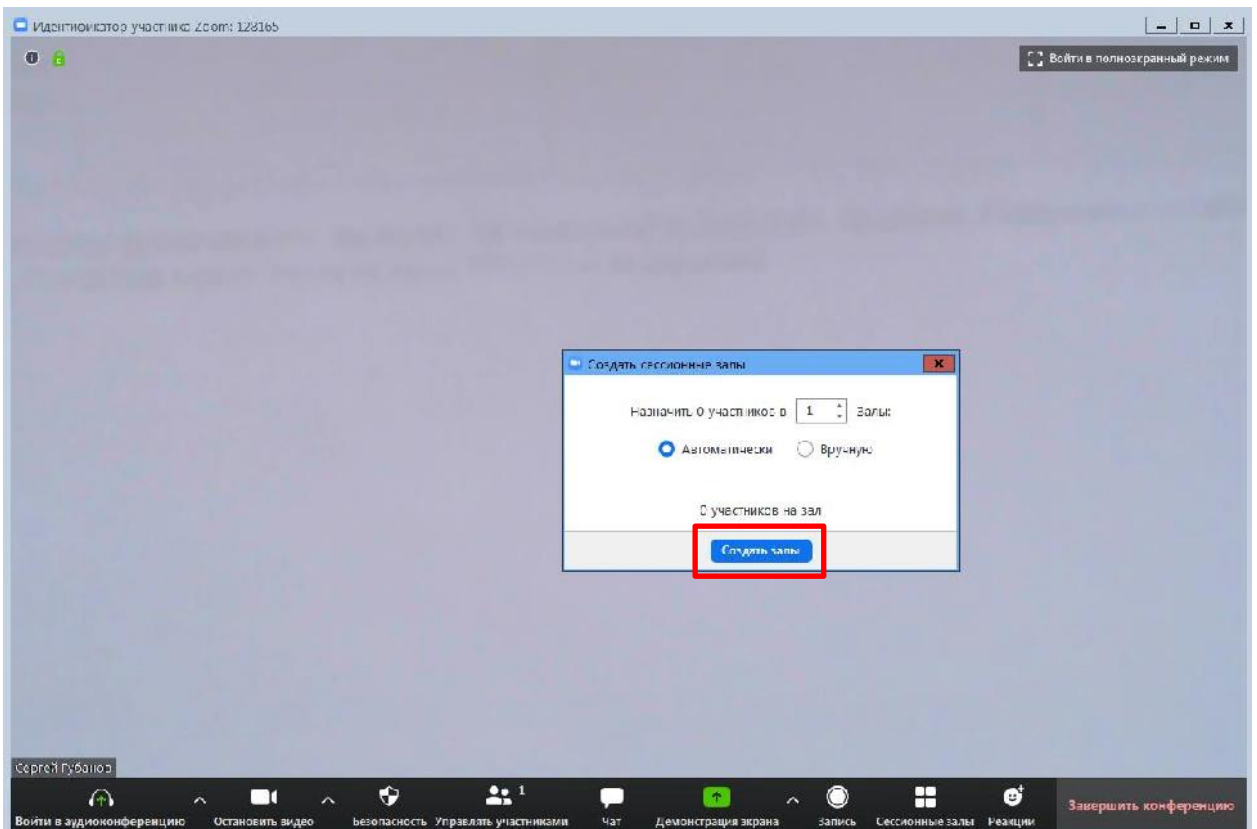 Идентификатор участника Zoom: 128165
Войти в полноэкранный режим
Создать сессионные залы
Назначить 0 участников в 1 Залы:
Автоматически Вручную
0 участников на зал
Создать залы
Сергей Губанов
1
Войти в аудиоконференцию Остановить видео Безопасность Управлять участниками Чат Демонстрация экрана Запись Сессионные залы Реакции Завершить конференцию